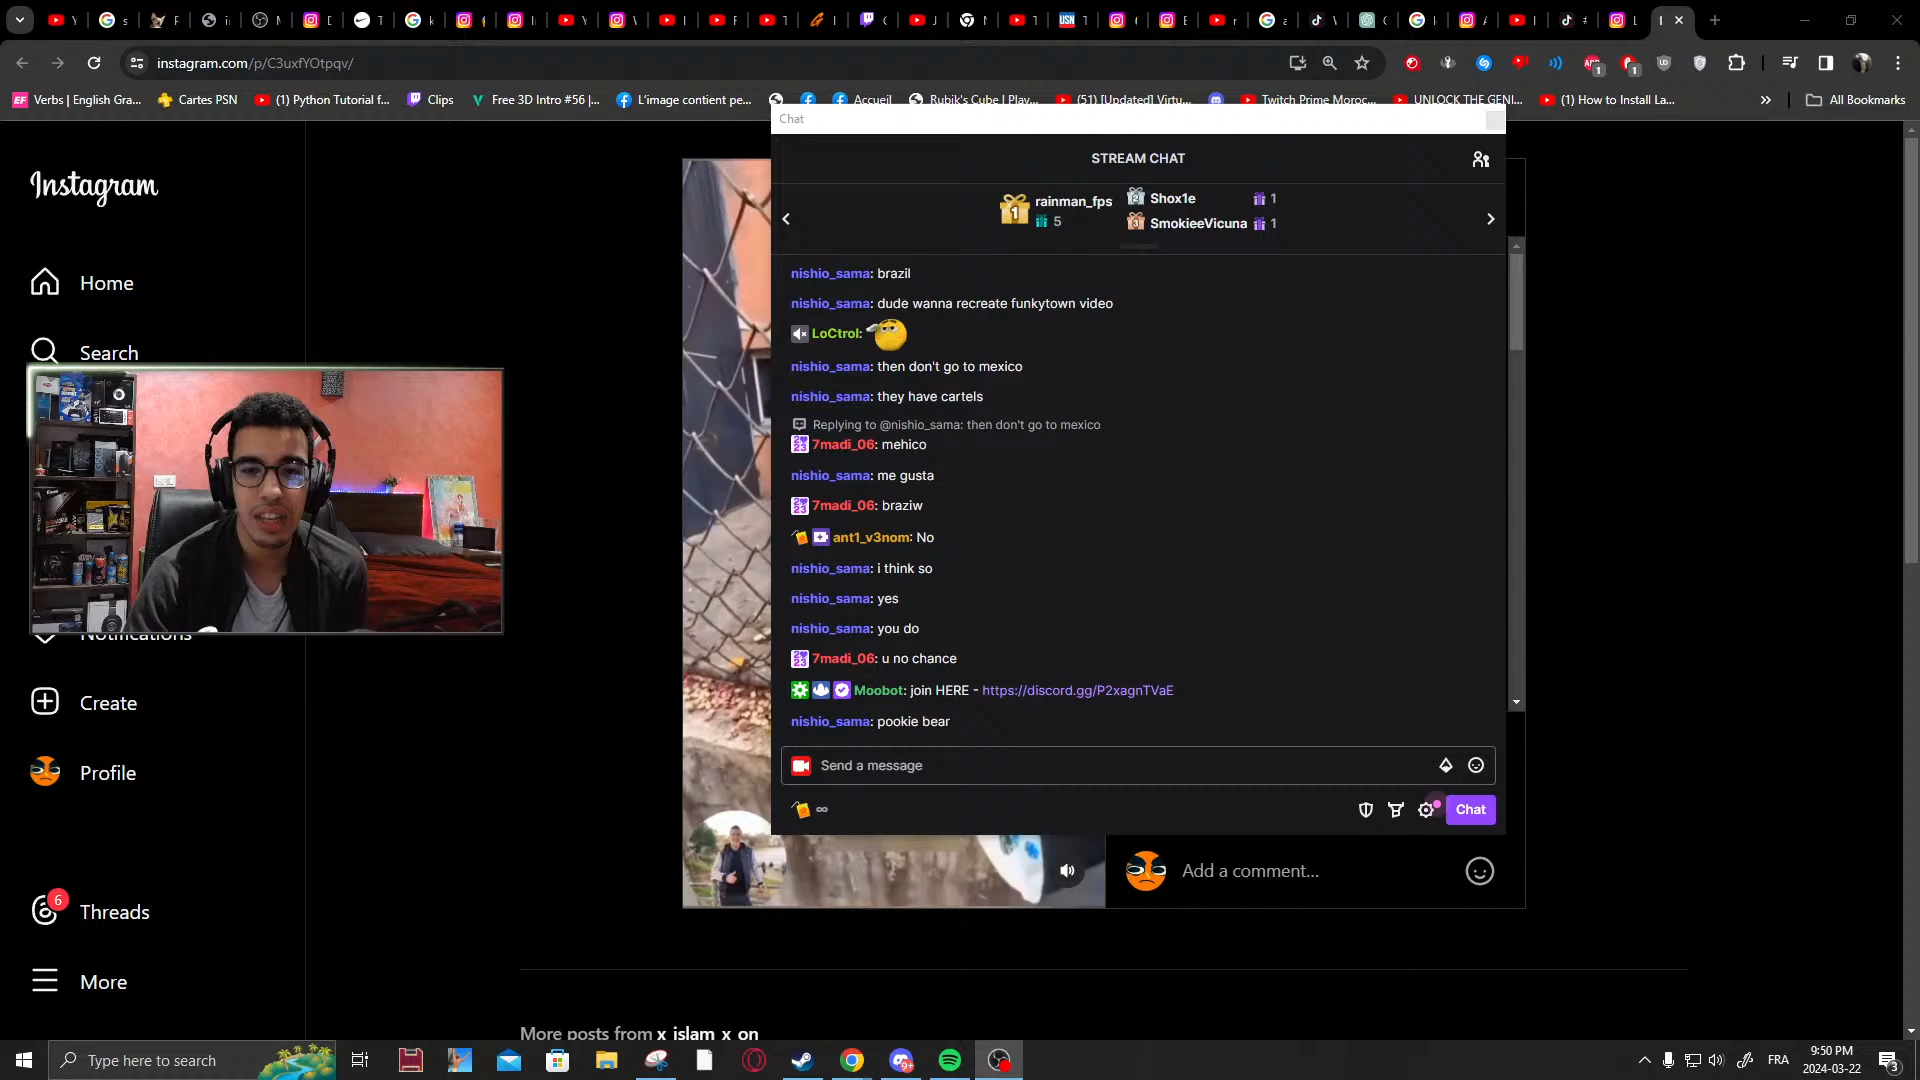 instagram.com/p/C3uxfYOtpqv/
Verbs | English Gra...
Cartes PSN
(1) Python Tutorial f...
Clips
Free 3D Intro #56 |...
L'image contient pe...
Accueil
Rubik's Cube | Play...
(51) [Updated] Virtu...
Twitch Prime Moroc...
UNLOCK THE GENI...
(1) How to Install La...
»
All Bookmarks
Instagram
Home
Search
Notifications
Create
Profile
6
Threads
More
Chat
STREAM CHAT
1 rainman_fps
5
Shox1e 1
SmokieeVicuna 1
nishio_sama: brazil
nishio_sama: dude wanna recreate funkytown video
LoCtrol:
nishio_sama: then don't go to mexico
nishio_sama: they have cartels
Replying to @nishio_sama: then don't go to mexico
7madi_06: mehico
nishio_sama: me gusta
7madi_06: braziw
ant1_v3nom: No
nishio_sama: i think so
nishio_sama: yes
nishio_sama: you do
7madi_06: u no chance
Moobot: join HERE - https://discord.gg/P2xagnTVaE
nishio_sama: pookie bear
Send a message
∞
Chat
Add a comment...
More posts from x_islam_x_on
Type here to search
FRA
9:50 PM
2024-03-22
3